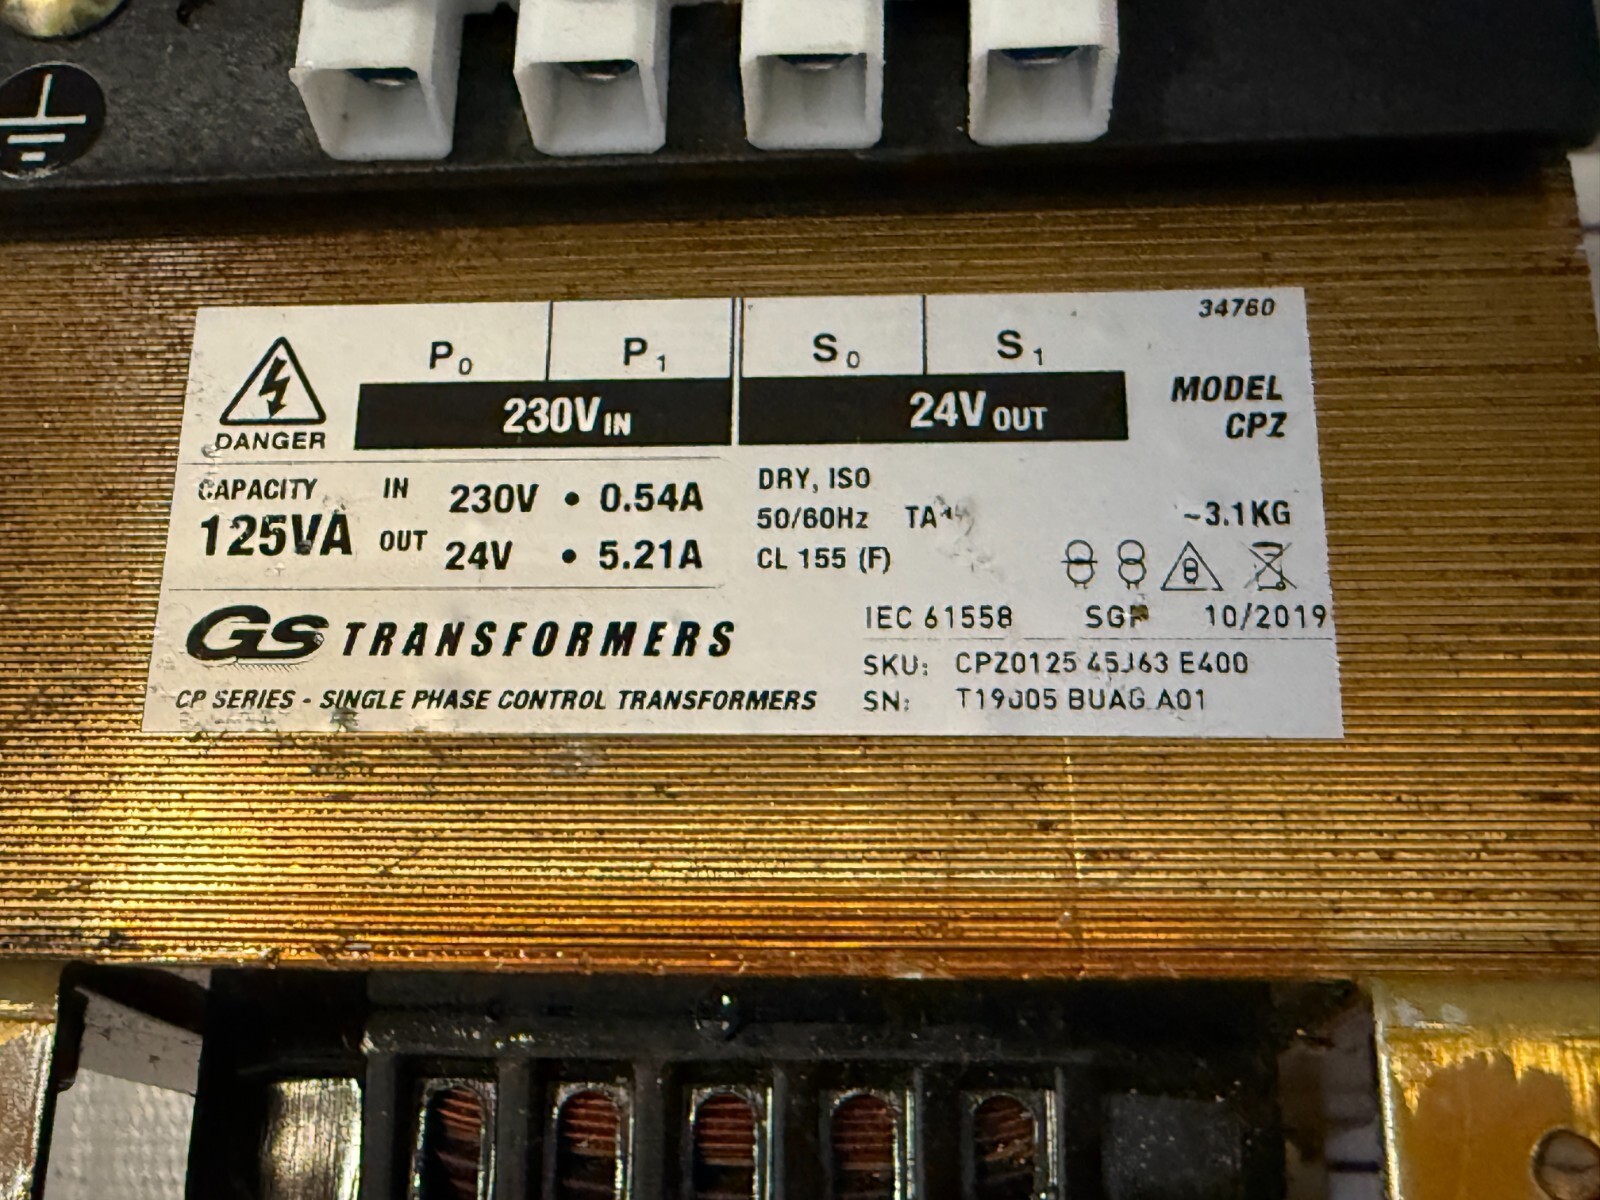 34760
P0 P1 S0 S1
230VIN 24VOUT
MODEL
CPZ
DANGER
CAPACITY
125VA
IN 230V • 0.54A
OUT 24V • 5.21A
DRY, ISO
50/60Hz TA
CL 155 (F)
~3.1KG
IEC 61558 10/2019
GS TRANSFORMERS
SKU: CPZ0125 45J63 E400
CP SERIES - SINGLE PHASE CONTROL TRANSFORMERS
SN: T19J05 BUAG A01